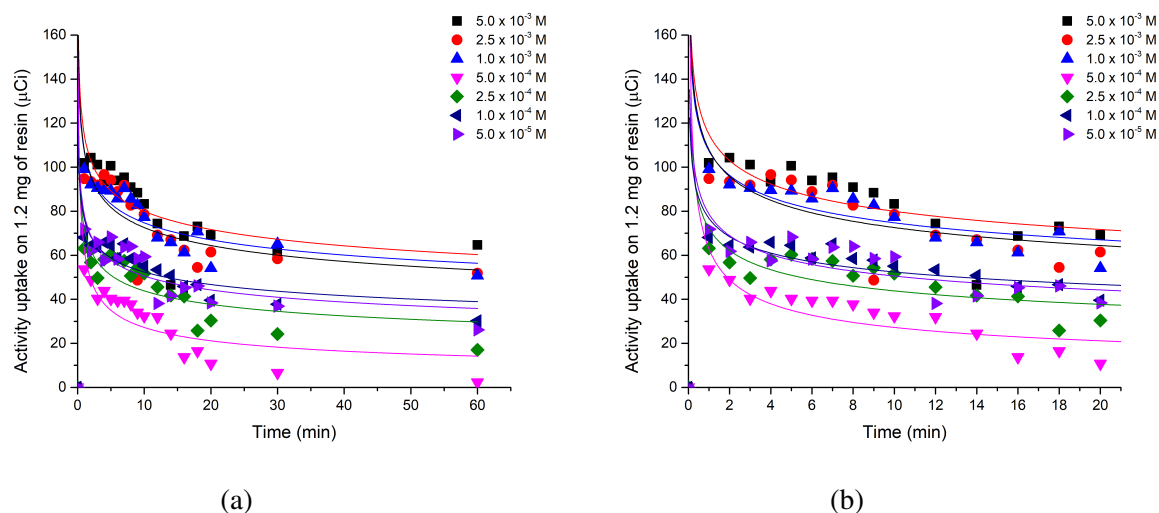 5.0 x 10⁻³ M
2.5 x 10⁻³ M
1.0 x 10⁻³ M
5.0 x 10⁻⁴ M
2.5 x 10⁻⁴ M
1.0 x 10⁻⁴ M
5.0 x 10⁻⁵ M
Activity uptake on 1.2 mg of resin (μCi)
160
140
120
100
80
60
40
20
0
0 10 20 30 40 50 60
Time (min)
(a)
5.0 x 10⁻³ M
2.5 x 10⁻³ M
1.0 x 10⁻³ M
5.0 x 10⁻⁴ M
2.5 x 10⁻⁴ M
1.0 x 10⁻⁴ M
5.0 x 10⁻⁵ M
Activity uptake on 1.2 mg of resin (μCi)
160
140
120
100
80
60
40
20
0
0 2 4 6 8 10 12 14 16 18 20
Time (min)
(b)